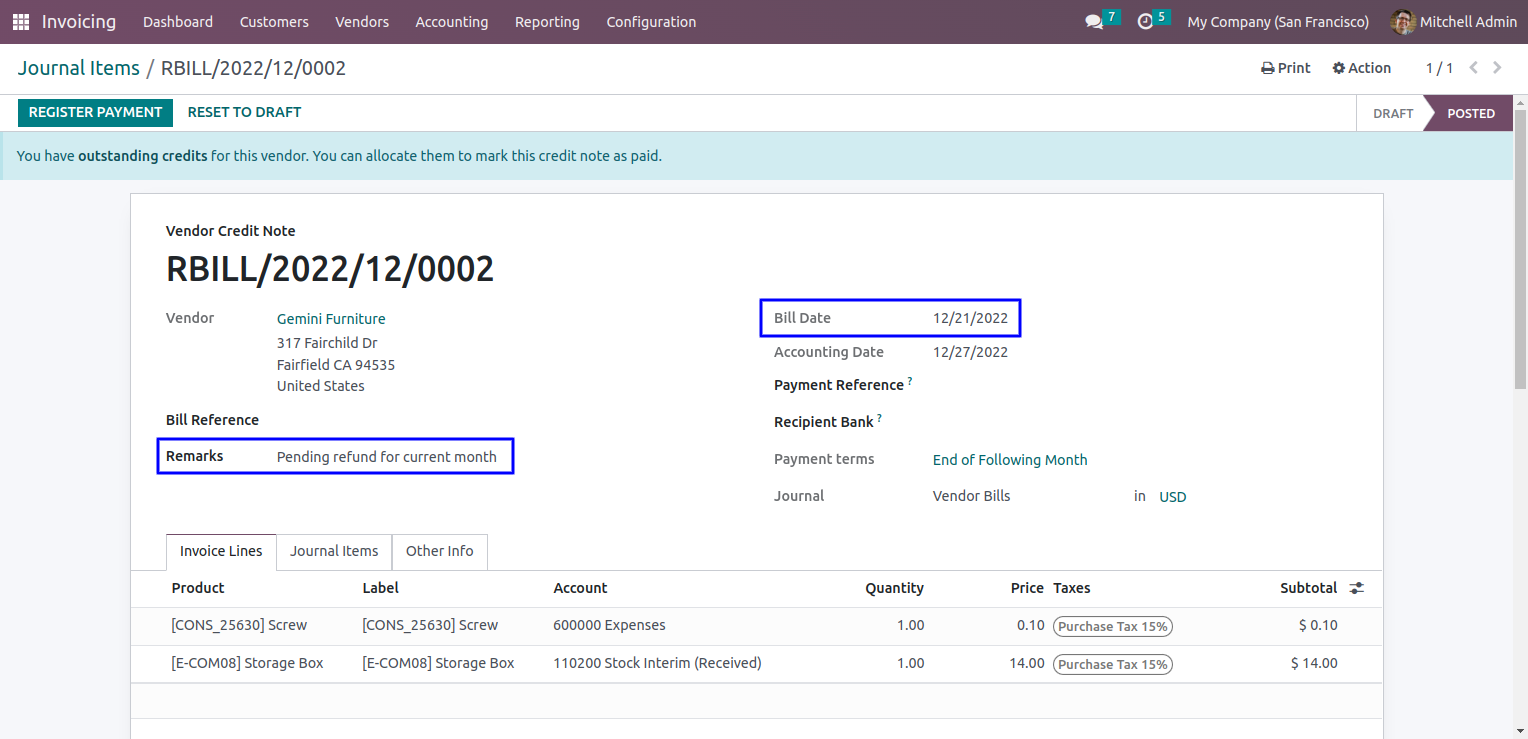 Invoicing Dashboard Customers Vendors Accounting Reporting Configuration 7 5 My Company (San Francisco) Mitchell Admin
Journal Items / RBILL/2022/12/0002 Print Action 1 / 1
REGISTER PAYMENT RESET TO DRAFT DRAFT POSTED
You have outstanding credits for this vendor. You can allocate them to mark this credit note as paid.
Vendor Credit Note
RBILL/2022/12/0002
Vendor Gemini Furniture Bill Date 12/21/2022
317 Fairchild Dr Accounting Date 12/27/2022
Fairfield CA 94535
United States Payment Reference ?
Bill Reference Recipient Bank ?
Remarks Pending refund for current month Payment terms End of Following Month
Journal Vendor Bills in USD
Invoice Lines Journal Items Other Info
Product Label Account Quantity Price Taxes Subtotal
[CONS_25630] Screw [CONS_25630] Screw 600000 Expenses 1.00 0.10 Purchase Tax 15% $ 0.10
[E-COM08] Storage Box [E-COM08] Storage Box 110200 Stock Interim (Received) 1.00 14.00 Purchase Tax 15% $ 14.00